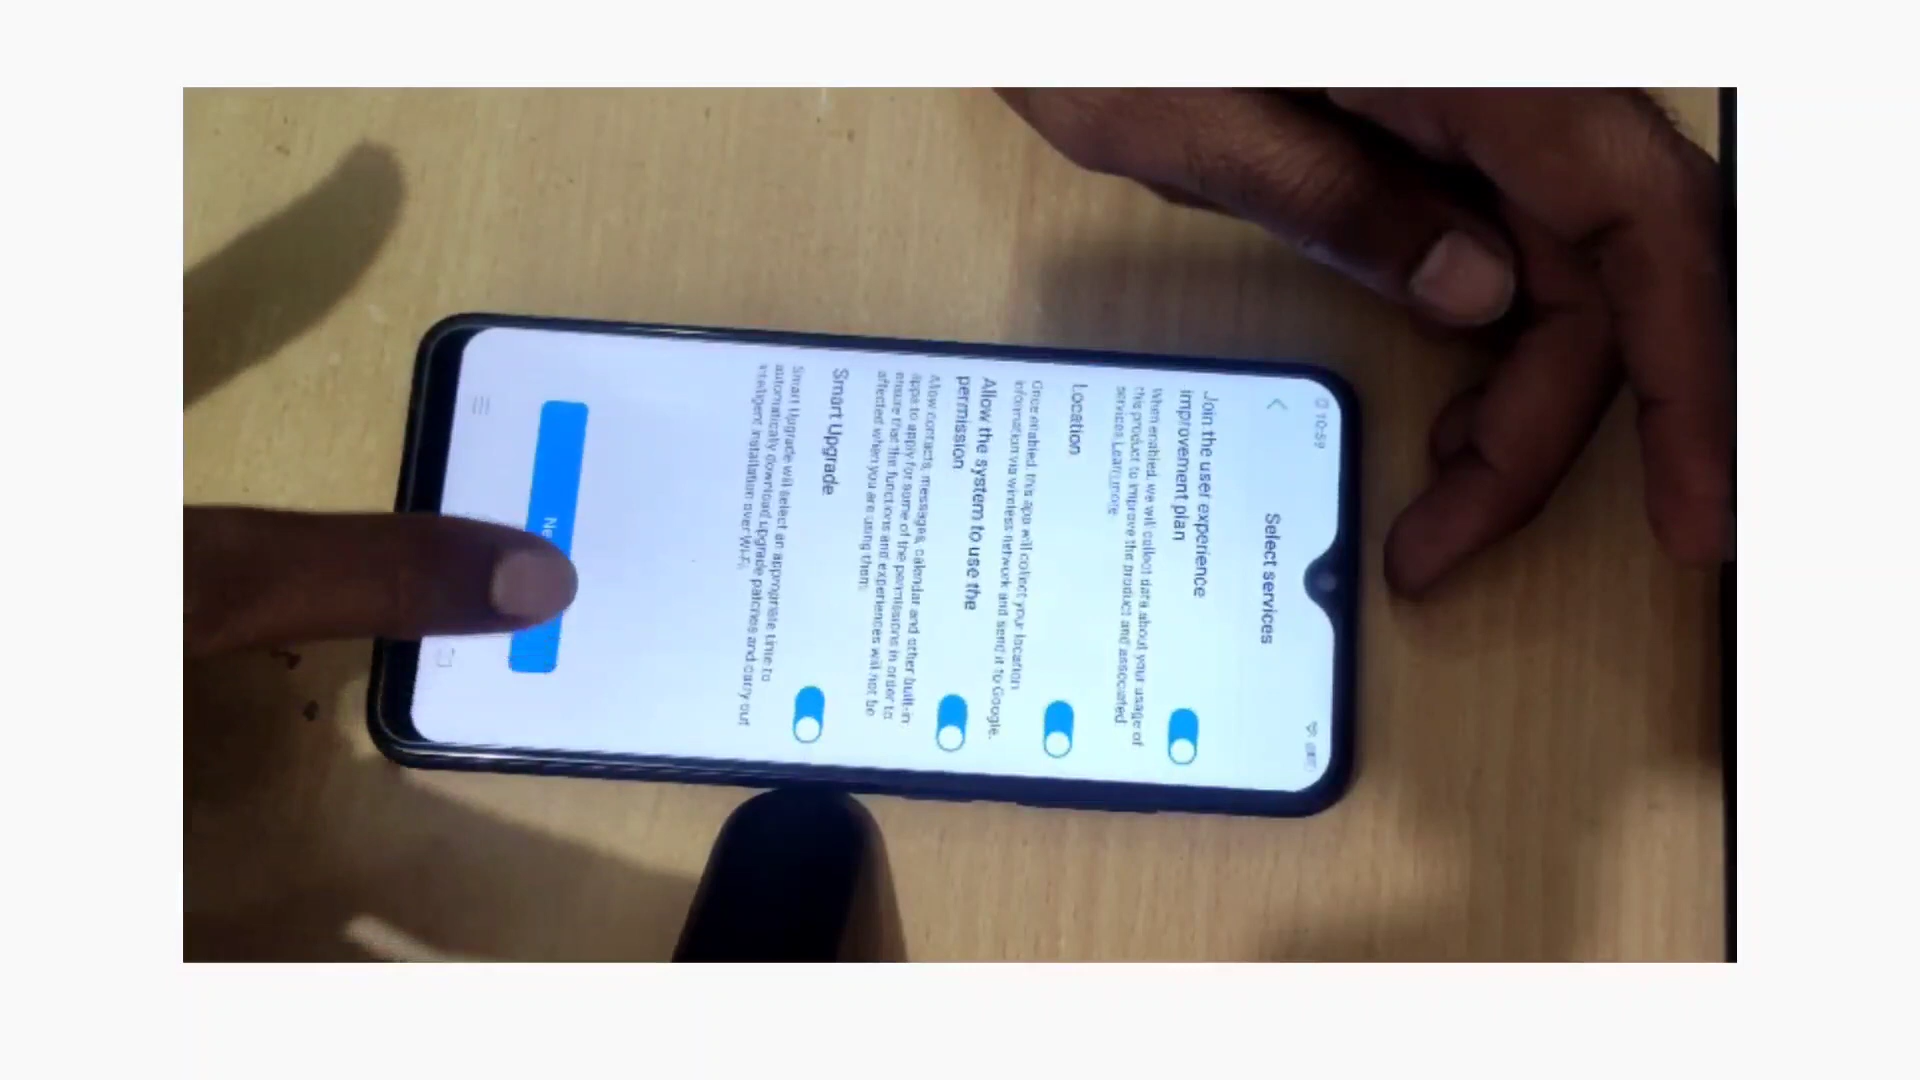 10:59
Select services
Join the user experience
improvement plan
When enabled, we will collect data about your usage of
this product to improve the product and associated
services. Learn more
Location
Once enabled, this app will collect your location
information via wireless network and send it to Google.
Allow the system to use the
permission
Allow contacts, messages, calendar and other built-in
apps to apply for some of the permissions in order to
ensure that the functions and experiences will not be
affected when you are using them.
Smart Upgrade
Smart Upgrade will select an appropriate time to
automatically download upgrade patches and carry out
intelligent installation over Wi-Fi.
Ne